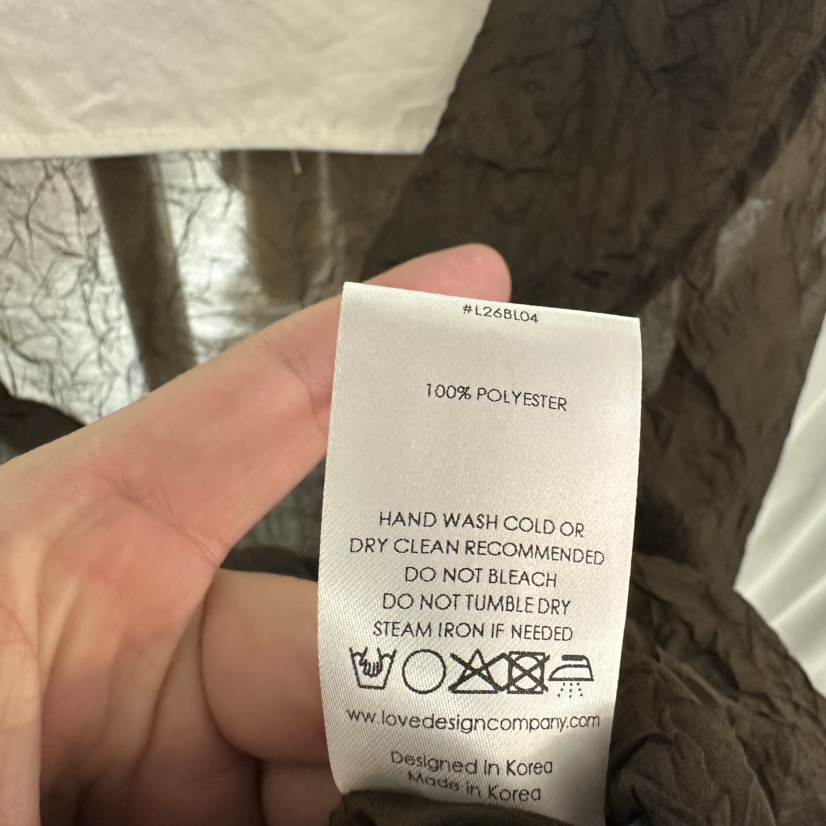 #L26BL04
100% POLYESTER
HAND WASH COLD OR
DRY CLEAN RECOMMENDED
DO NOT BLEACH
DO NOT TUMBLE DRY
STEAM IRON IF NEEDED
ww.lovedesigncompany.com
Designed In Korea
Made in Korea